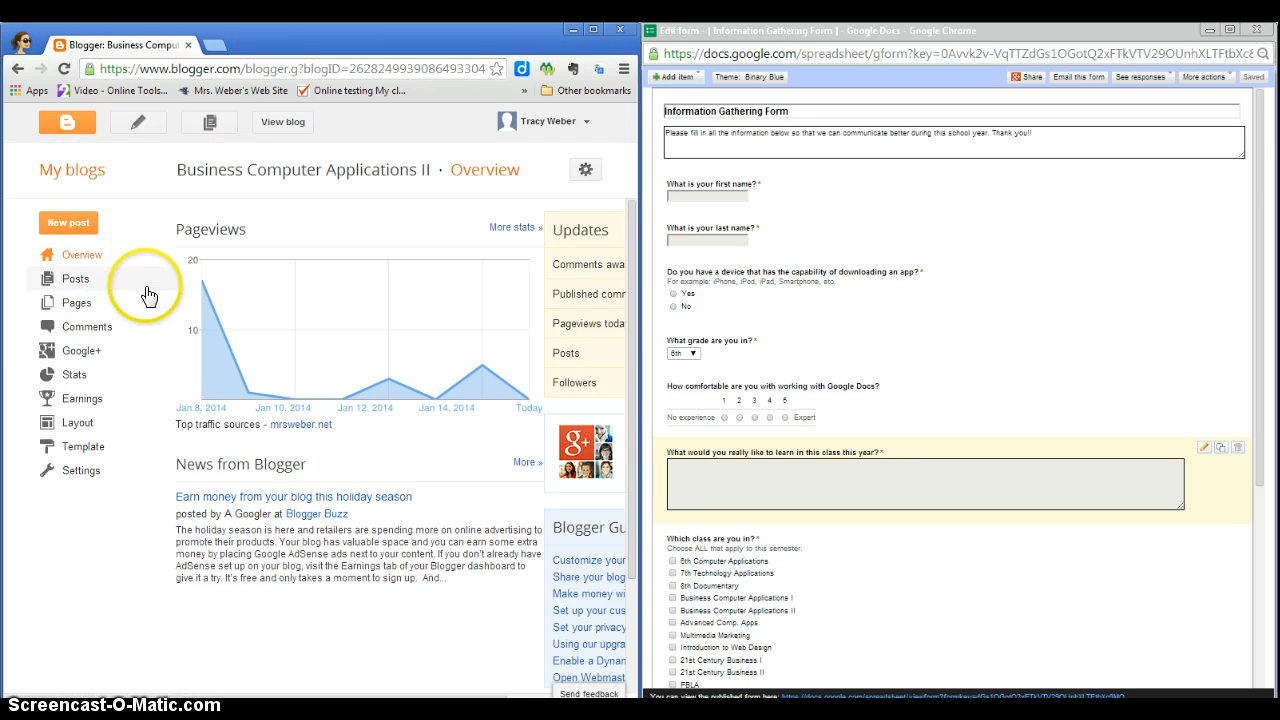 Blogger: Business Compu
https://www.blogger.com/blogger.g?blogID=2628249939086493304
Apps
Video - Online Tools...
Mrs. Weber's Web Site
Online testing My cl...
»
Other bookmarks
View blog
Tracy Weber
My blogs
Business Computer Applications II · Overview
New post
Overview
Posts
Pages
Comments
Google+
Stats
Earnings
Layout
Template
Settings
Pageviews
More stats »
20
10
Jan 8, 2014
Jan 10, 2014
Jan 12, 2014
Jan 14, 2014
Today
Top traffic sources - mrsweber.net
News from Blogger
More »
Earn money from your blog this holiday season
posted by A Googler at Blogger Buzz
The holiday season is here and retailers are spending more on online advertising to
promote their products. Your blog has valuable space and you can earn some extra
money by placing Google AdSense ads next to your content. If you don't already have
AdSense set up on your blog, visit the Earnings tab of your Blogger dashboard to
give it a try. It's free and only takes a moment to sign up. And...
Updates
Comments awa
Published comm
Pageviews toda
Posts
Followers
g+
Blogger Gu
Customize your
Share your blog
Make money wi
Set up your cus
Set your privacy
Using our upgra
Enable a Dynan
Open Webmast
Send feedback
Edit form - [ Information Gathering Form ] - Google Docs - Google Chrome
Add item
Theme: Binary Blue
Share
Email this form
See responses
More actions
Saved
Information Gathering Form
Please fill in all the information below so that we can communicate better during this school year. Thank you!!
What is your first name?*
What is your last name?*
Do you have a device that has the capability of downloading an app?*
For example: iPhone, iPod, iPad, Smartphone, etc.
Yes
No
What grade are you in?*
6th
How comfortable are you with working with Google Docs?
1 2 3 4 5
No experience Expert
What would you really like to learn in this class this year?*
Which class are you in?*
Choose ALL that apply to this semester.
6th Computer Applications
7th Technology Applications
8th Documentary
Business Computer Applications I
Business Computer Applications II
Advanced Comp. Apps.
Multimedia Marketing
Introduction to Web Design
21st Century Business I
21st Century Business II
FBLA
You can view the published form here:
Screencast-O-Matic.com